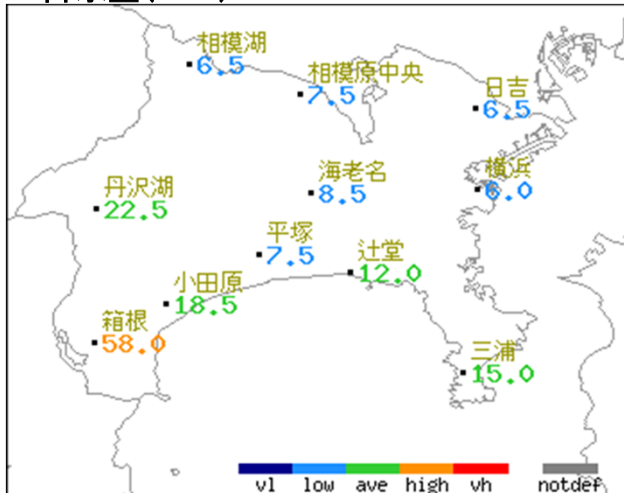 相模湖
6.5
相模原中央
7.5
日吉
6.5
海老名
8.5
横浜
6.0
丹沢湖
22.5
平塚
7.5
辻堂
12.0
小田原
18.5
箱根
58.0
三浦
15.0
vl low ave high vh notdef